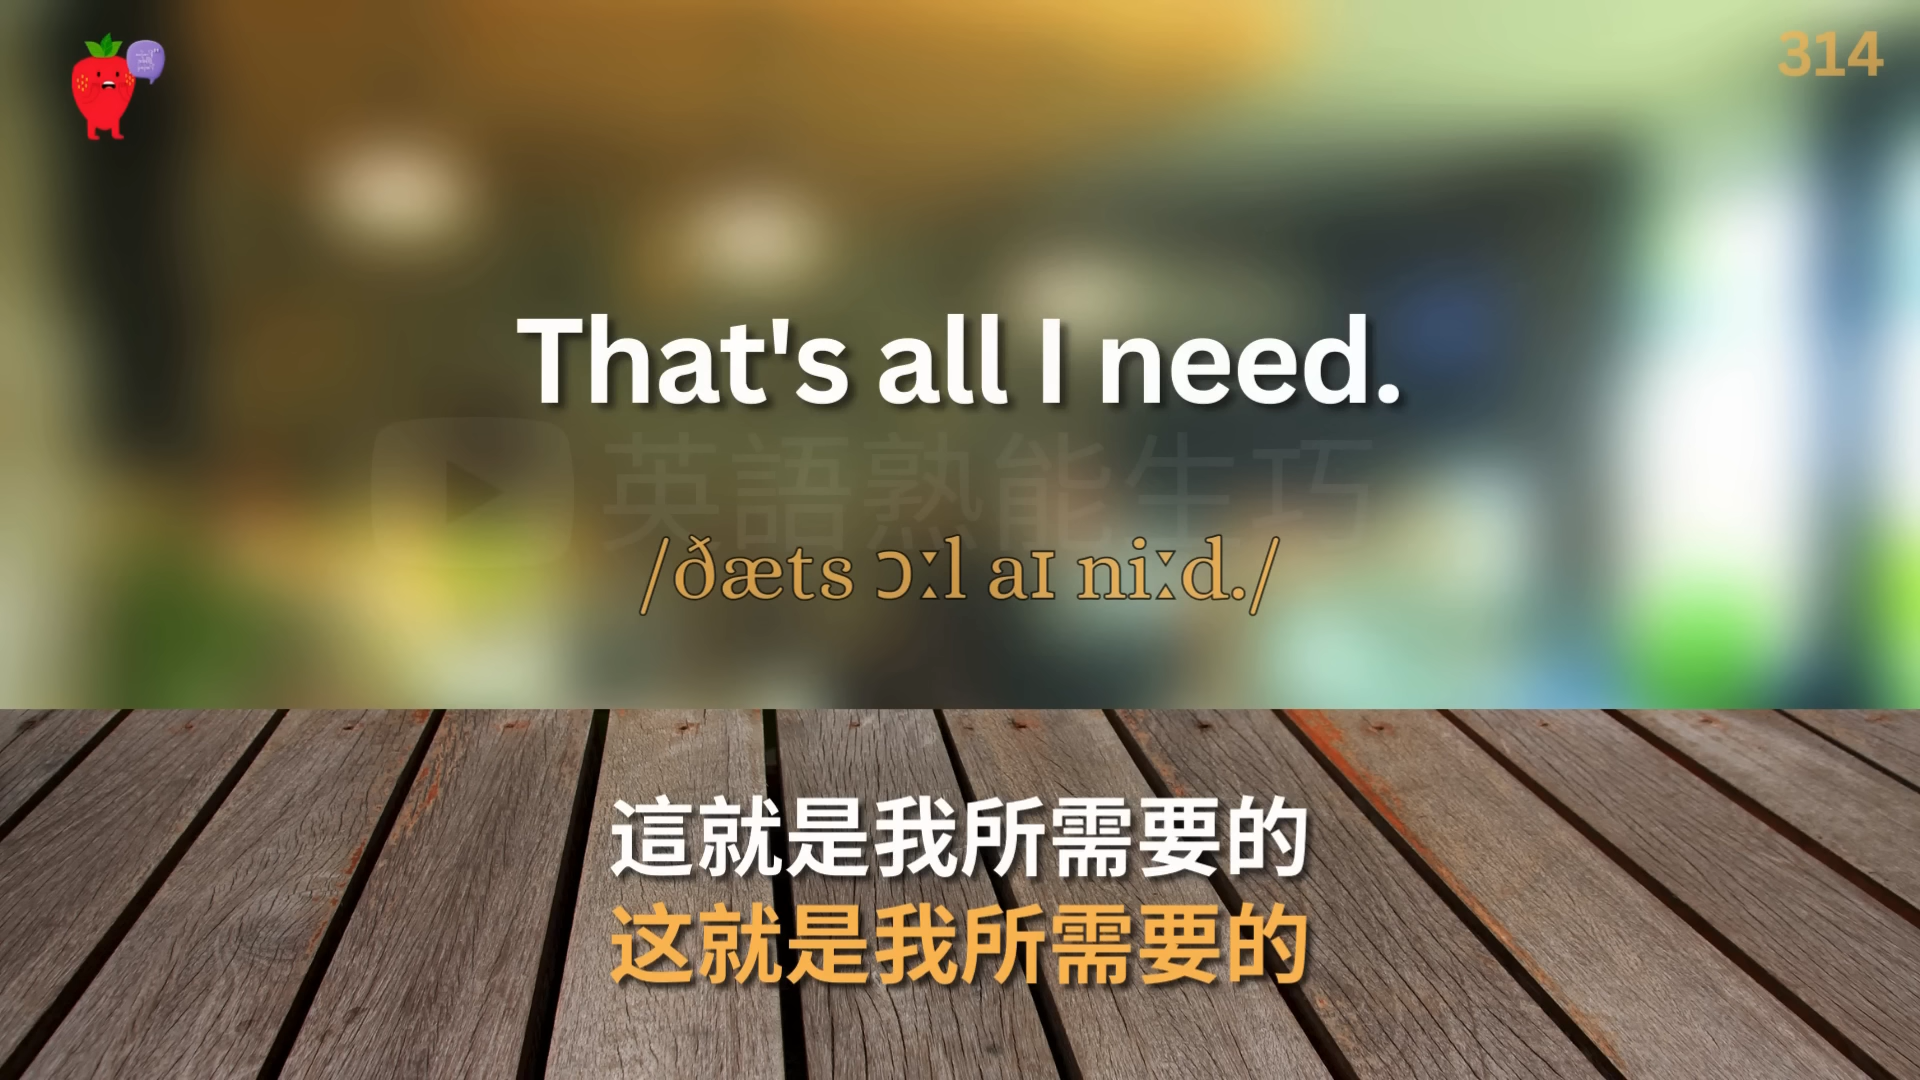 314
That's all I need.
英語熟能生巧
/ðæts ɔːl aɪ niːd./
這就是我所需要的
这就是我所需要的